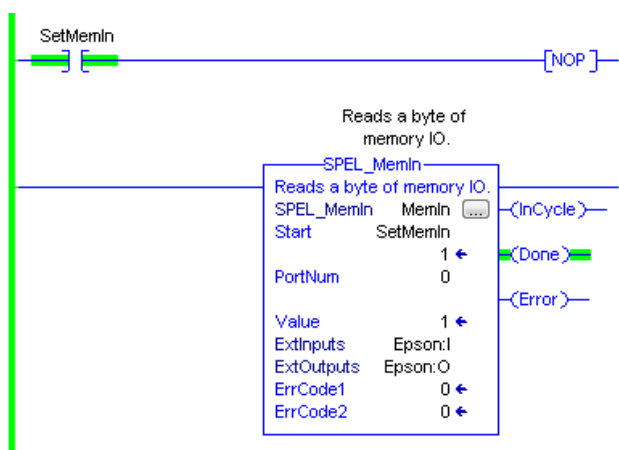 SetMemIn
NOP
Reads a byte of
memory IO.
SPEL_MemIn
Reads a byte of memory IO.
SPEL_MemIn MemIn ... (InCycle)
Start SetMemIn
1 (Done)
PortNum 0
(Error)
Value 1
ExtInputs Epson:I
ExtOutputs Epson:O
ErrCode1 0
ErrCode2 0